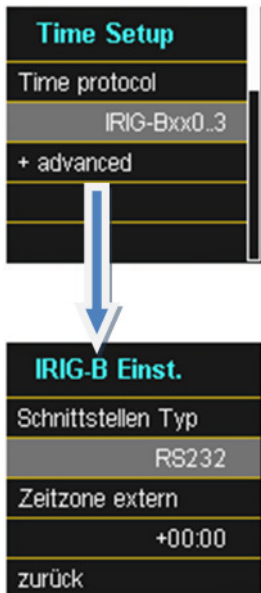 Time Setup
Time protocol
IRIG-Bxx0..3
+ advanced
IRIG-B Einst.
Schnittstellen Typ
RS232
Zeitzone extern
+00:00
zurück